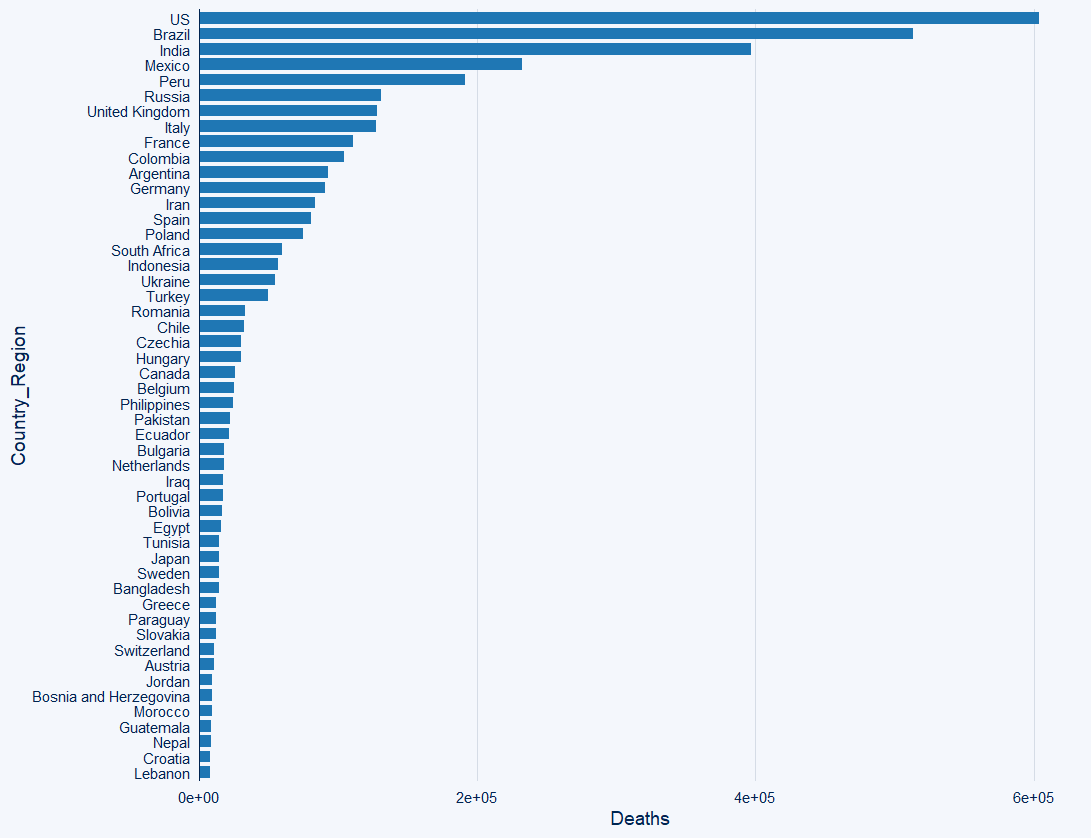 US
Brazil
India
Mexico
Peru
Russia
United Kingdom
Italy
France
Colombia
Argentina
Germany
Iran
Spain
Poland
South Africa
Indonesia
Ukraine
Turkey
Romania
Chile
Czechia
Hungary
Canada
Belgium
Philippines
Pakistan
Ecuador
Bulgaria
Netherlands
Iraq
Portugal
Bolivia
Egypt
Tunisia
Japan
Sweden
Bangladesh
Greece
Paraguay
Slovakia
Switzerland
Austria
Jordan
Bosnia and Herzegovina
Morocco
Guatemala
Nepal
Croatia
Lebanon
Country_Region
0e+00 2e+05 4e+05 6e+05
Deaths